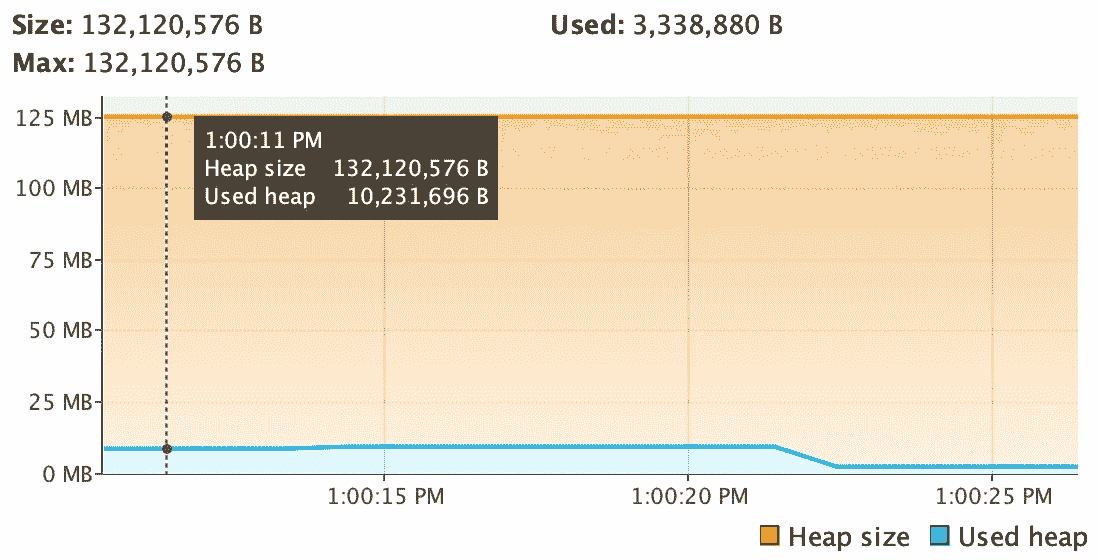 Size: 132,120,576 B Used: 3,338,880 B
Max: 132,120,576 B
125 MB
1:00:11 PM
Heap size 132,120,576 B
100 MB
Used heap 10,231,696 B
75 MB
50 MB
25 MB
0 MB
1:00:15 PM 1:00:20 PM 1:00:25 PM
Heap size Used heap